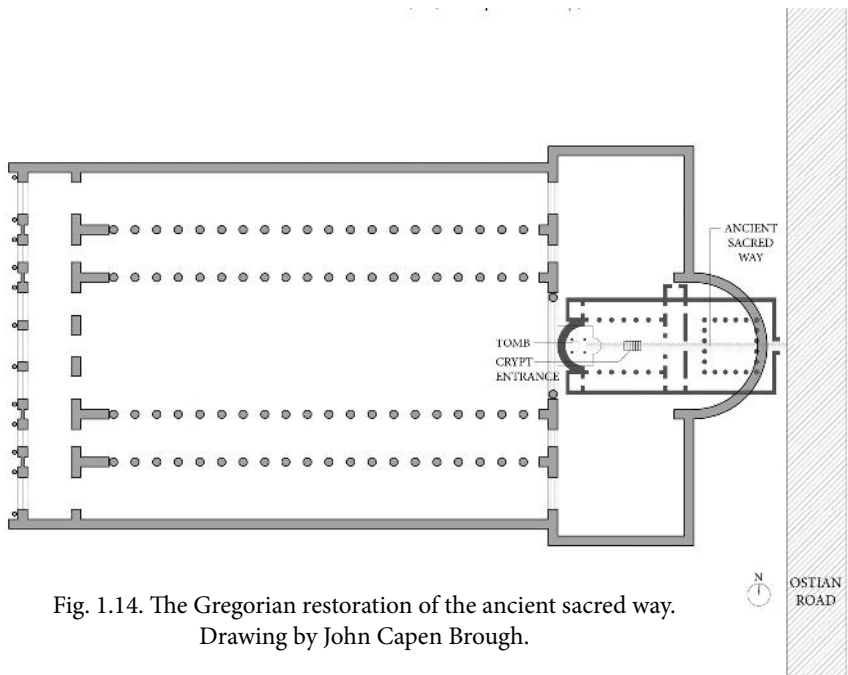 ANCIENT
SACRED
WAY
TOMB
CRYPT
ENTRANCE
N
OSTIAN
ROAD
Fig. 1.14. The Gregorian restoration of the ancient sacred way.
Drawing by John Capen Brough.